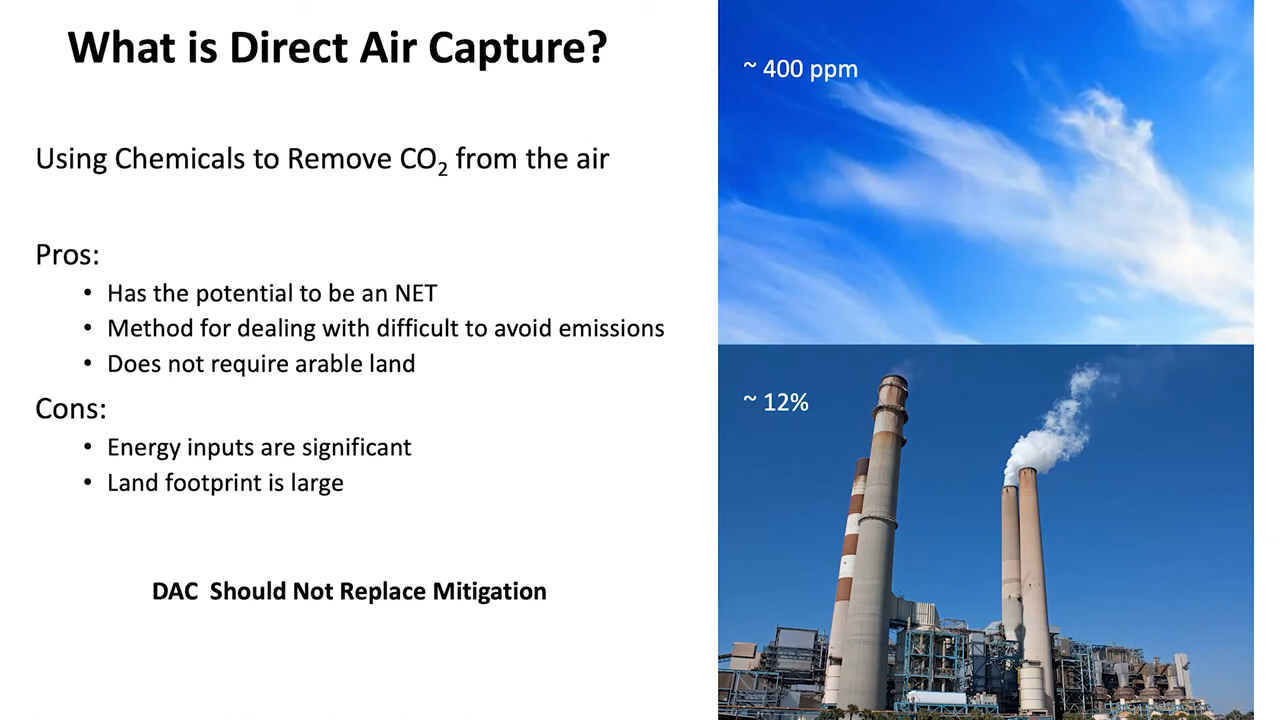 What is Direct Air Capture?
Using Chemicals to Remove CO₂ from the air
Pros:
• Has the potential to be an NET
• Method for dealing with difficult to avoid emissions
• Does not require arable land
Cons:
• Energy inputs are significant
• Land footprint is large
DAC  Should Not Replace Mitigation
~ 400 ppm
~ 12%